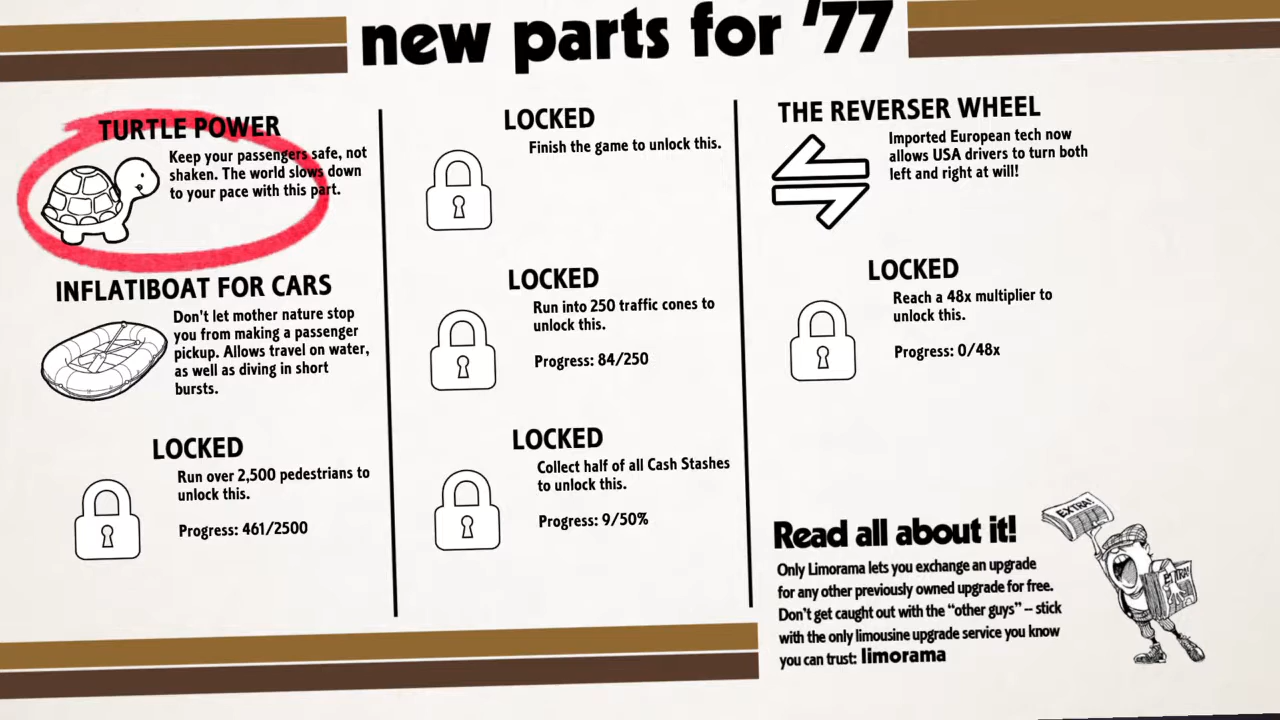 new parts for '77
TURTLE POWER
Keep your passengers safe, not
shaken. The world slows down
to your pace with this part.
INFLATIBOAT FOR CARS
Don't let mother nature stop
you from making a passenger
pickup. Allows travel on water,
as well as diving in short
bursts.
LOCKED
Run over 2,500 pedestrians to
unlock this.
Progress: 461/2500
LOCKED
Finish the game to unlock this.
LOCKED
Run into 250 traffic cones to
unlock this.
Progress: 84/250
LOCKED
Collect half of all Cash Stashes
to unlock this.
Progress: 9/50%
THE REVERSER WHEEL
Imported European tech now
allows USA drivers to turn both
left and right at will!
LOCKED
Reach a 48x multiplier to
unlock this.
Progress: 0/48x
Read all about it!
Only Limorama lets you exchange an upgrade
for any other previously owned upgrade for free.
Don't get caught out with the "other guys" – stick
with the only limousine upgrade service you know
you can trust: limorama
EXTRA!
EXTRA!